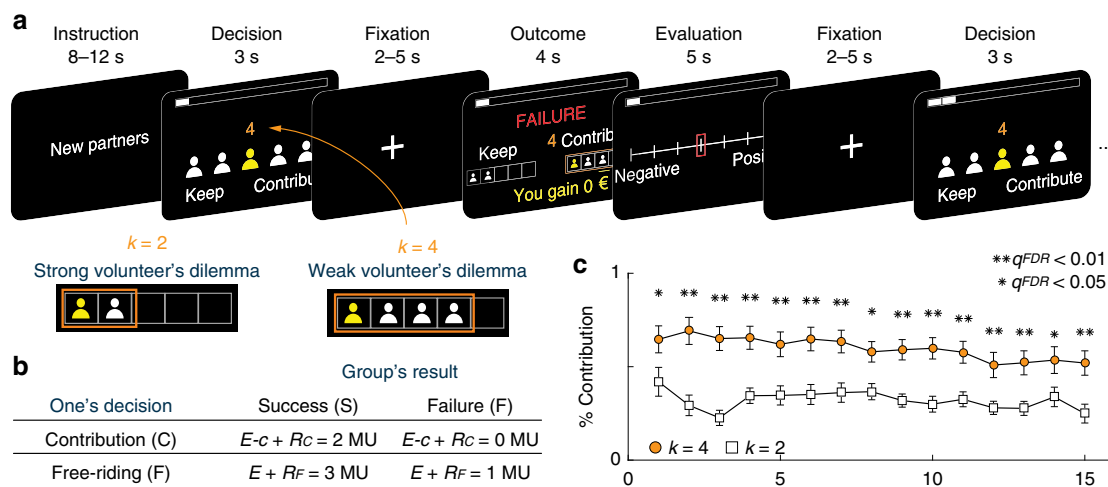 a
Instruction
8–12 s
Decision
3 s
Fixation
2–5 s
Outcome
4 s
Evaluation
5 s
Fixation
2–5 s
Decision
3 s
New partners
4
Keep
Contribut
+
FAILURE
4 Contrib
Keep
You gain 0 €
Negative
Posi
+
4
Keep
Contribute
...
k = 2
Strong volunteer's dilemma
k = 4
Weak volunteer's dilemma
b
Group's result
One's decision
Success (S)
Failure (F)
Contribution (C)
E-c + RC = 2 MU
E-c + RC = 0 MU
Free-riding (F)
E + RF = 3 MU
E + RF = 1 MU
c
** qFDR < 0.01
* qFDR < 0.05
* ** ** ** ** ** ** * ** ** ** ** ** * **
% Contribution
1
0
k = 4
k = 2
0 5 10 15